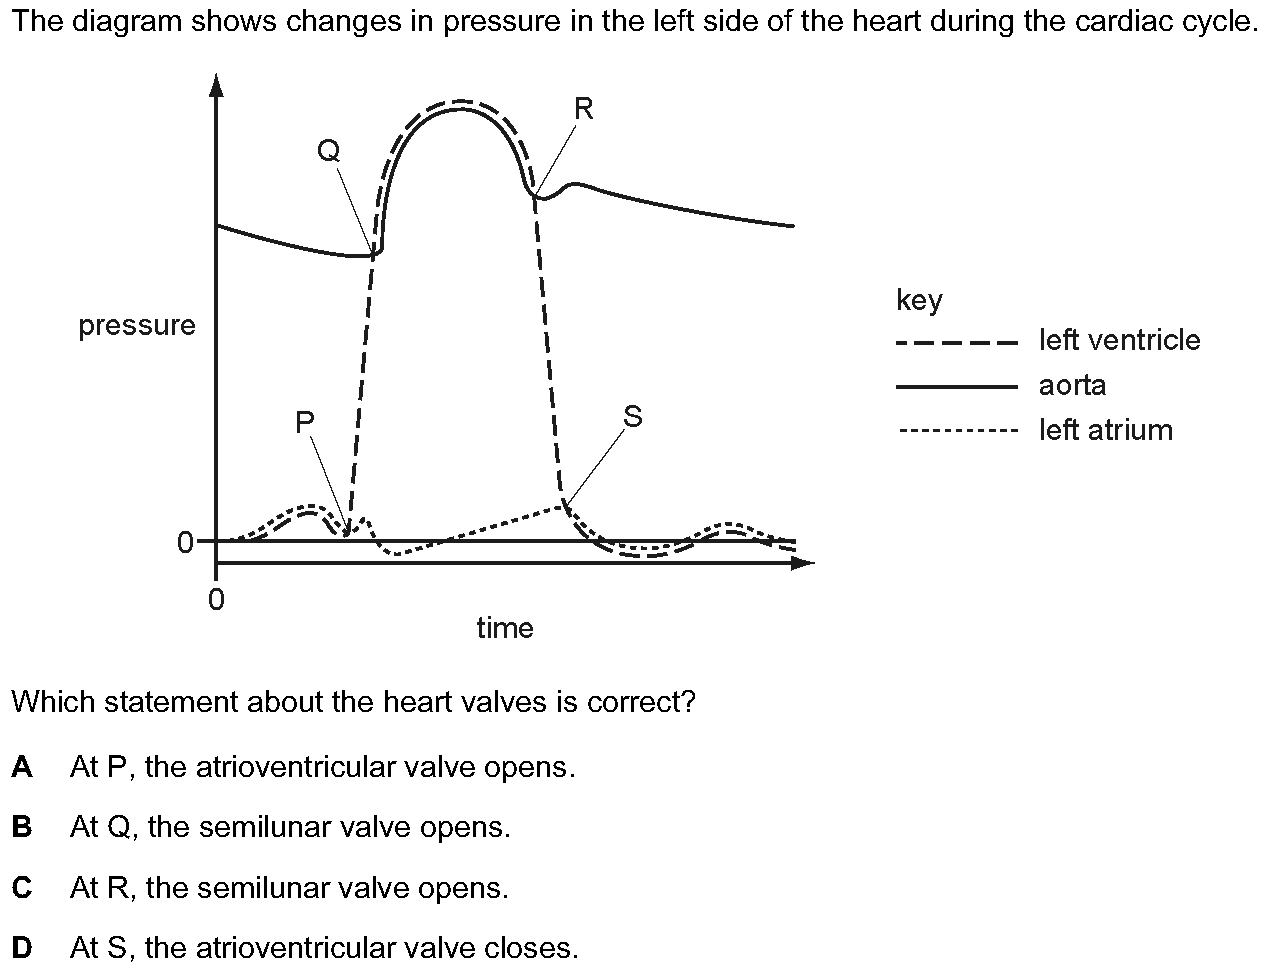 The diagram shows changes in pressure in the left side of the heart during the cardiac cycle.
R
Q
key
pressure
left ventricle
aorta
P
S
left atrium
0
0
time
Which statement about the heart valves is correct?
A At P, the atrioventricular valve opens.
B At Q, the semilunar valve opens.
C At R, the semilunar valve opens.
D At S, the atrioventricular valve closes.